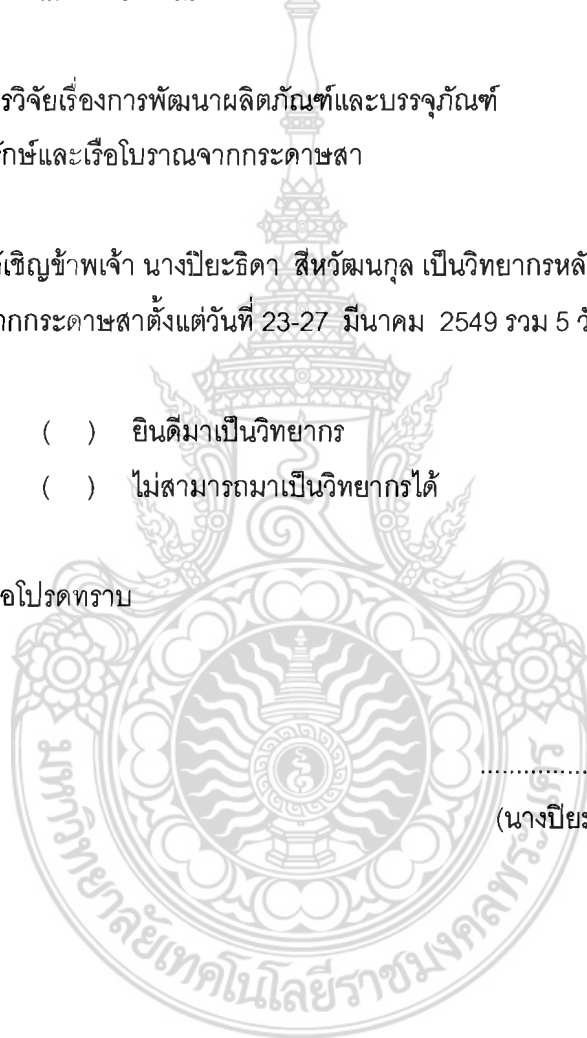 รวิจัยเรื่องการพัฒนาผลิตภัณฑ์และบรรจุภัณฑ์
รักษ์และเรือโบราณจากกระดาษสา
เชิญข้าพเจ้า นางปิยะธิดา สีหวัฒนกุล เป็นวิทยากรหลั
ากกระดาษสาตั้งแต่วันที่ 23-27 มีนาคม 2549 รวม 5 วั
( ) ยินดีมาเป็นวิทยากร
( ) ไม่สามารถมาเป็นวิทยากรได้
อโปรดทราบ
(นางปิยะ
มหาวิทยาลัยเทคโนโลยีราชมงคลพระนคร